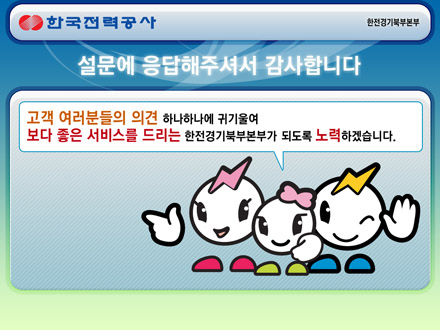 한국전력공사
한전경기북부본부
설문에 응답해주셔서 감사합니다
고객 여러분들의 의견 하나하나에 귀기울여
보다 좋은 서비스를 드리는 한전경기북부본부가 되도록 노력하겠습니다.